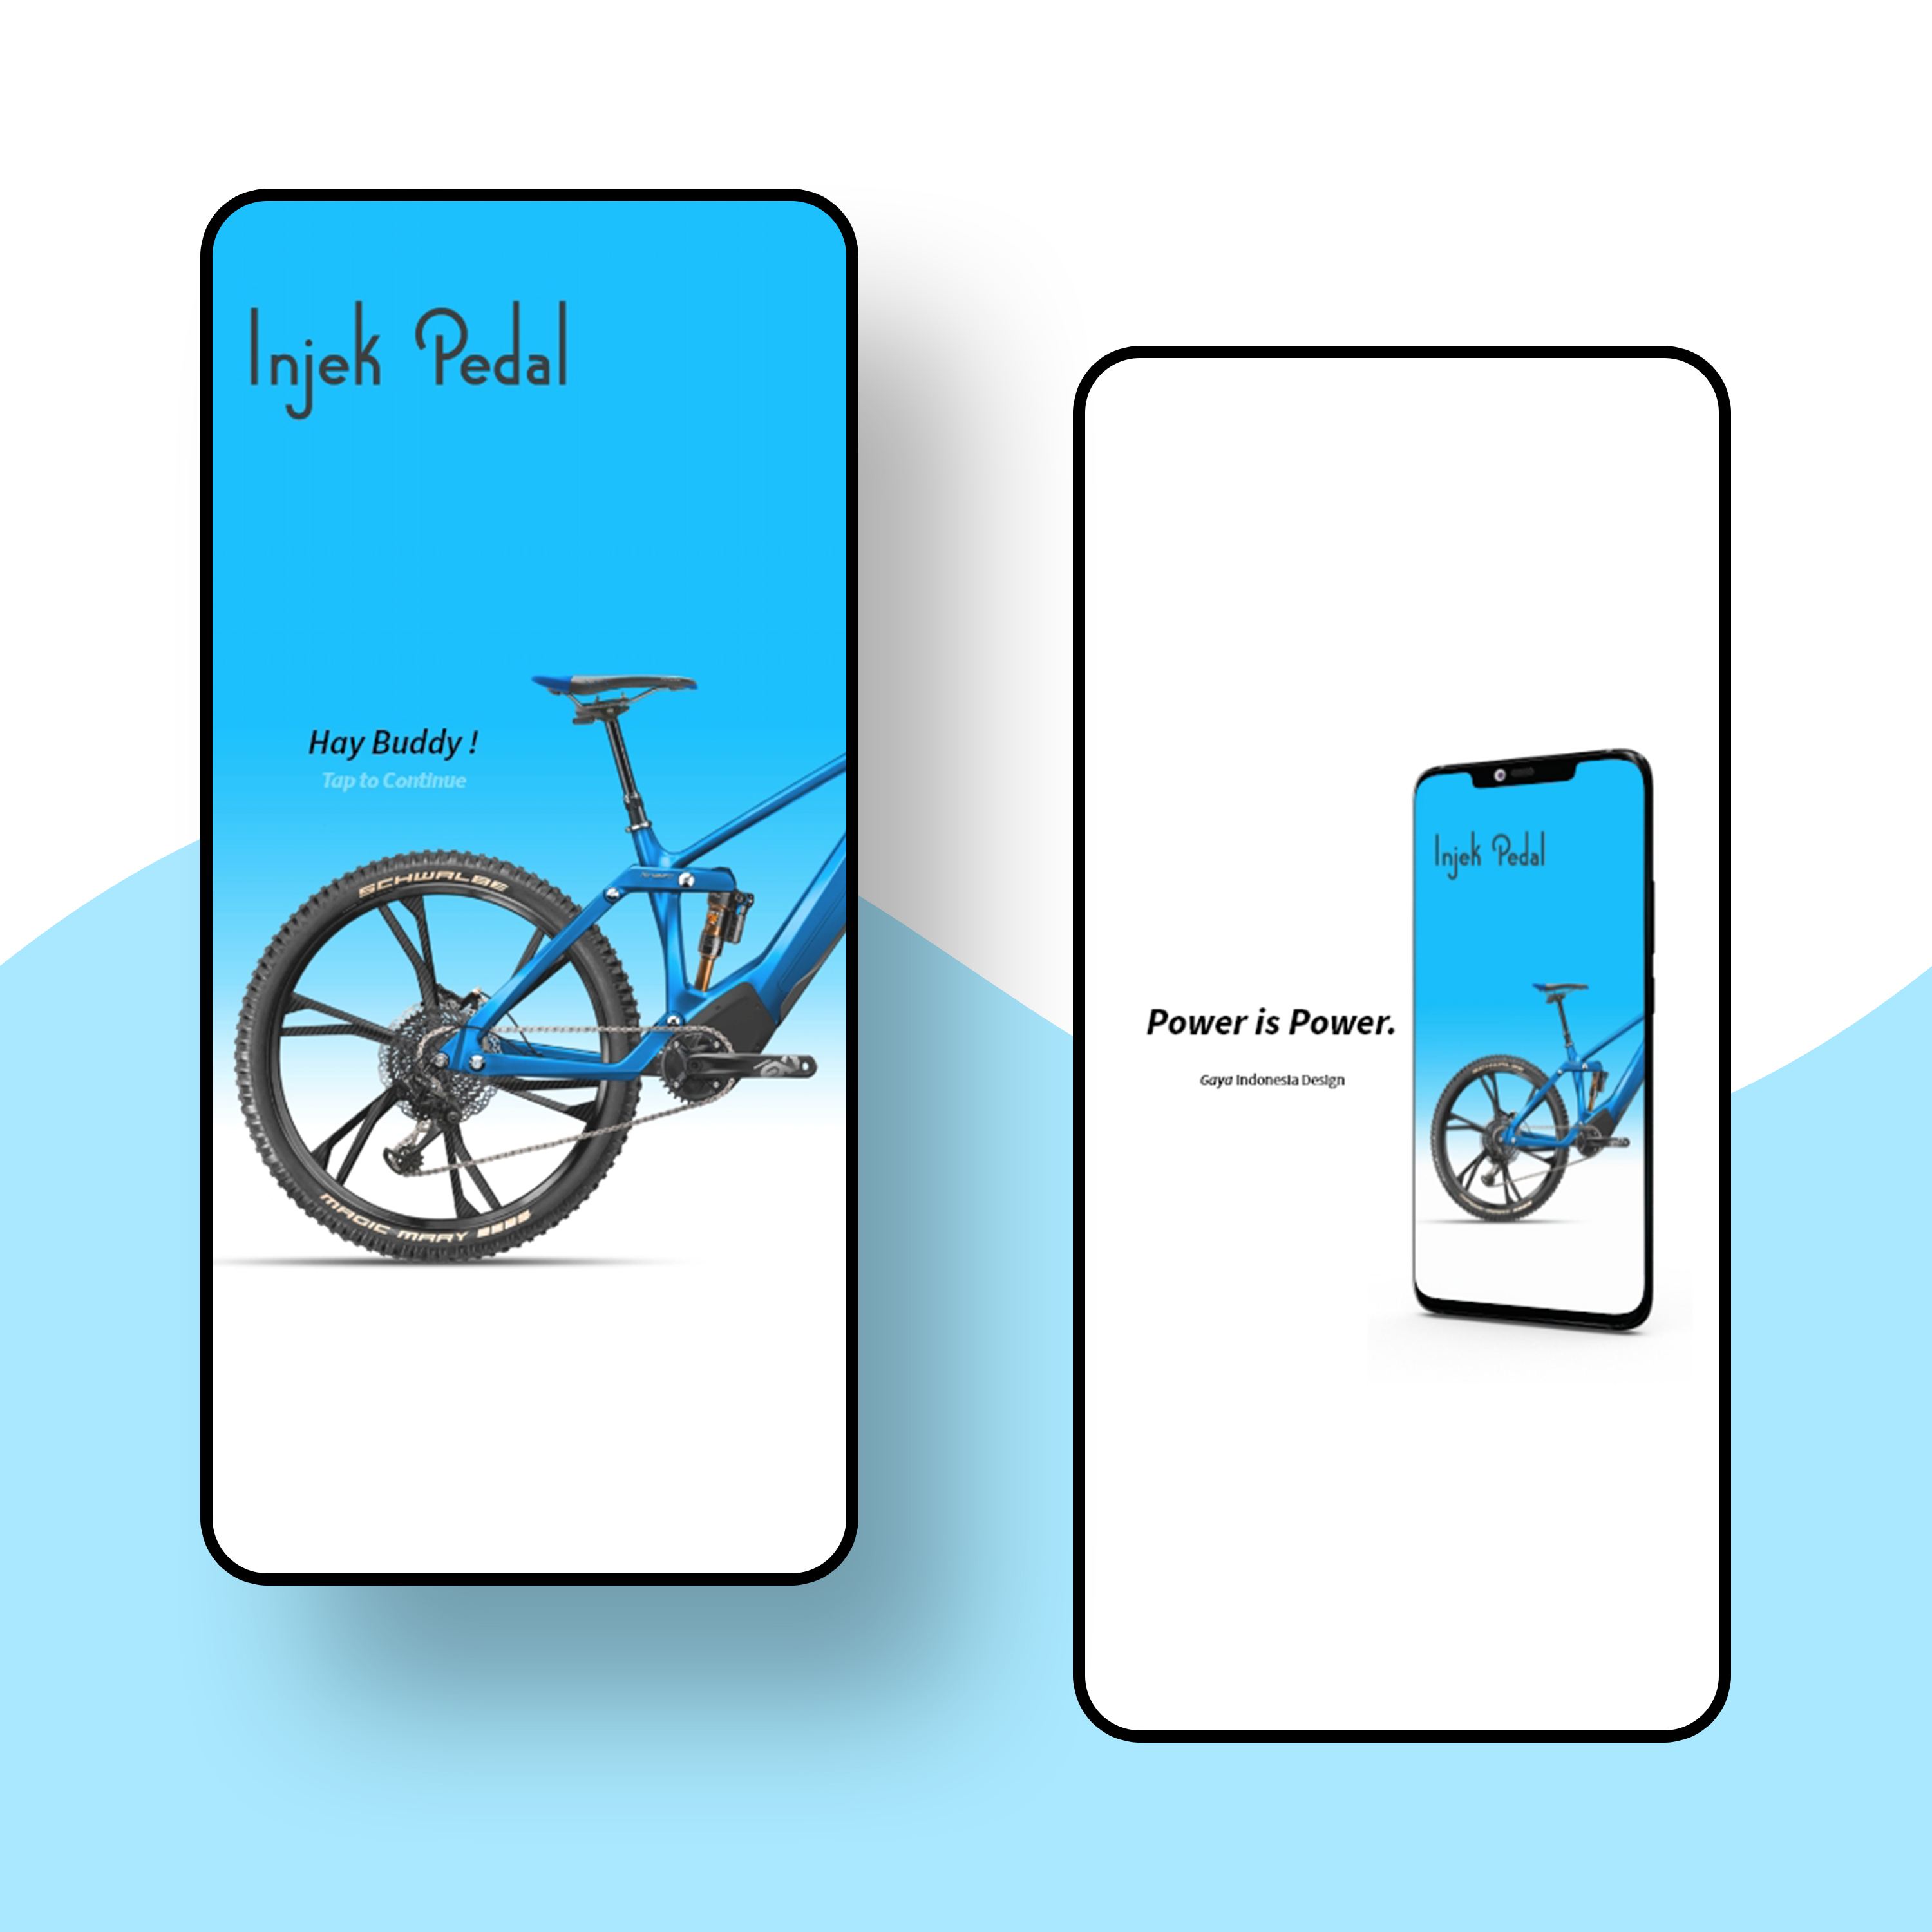 Injek Pedal
Hay Buddy !
Tap to Continue
SCHWALBE
MAGIC MARY
Power is Power.
Gaya Indonesia Design
Injek Pedal